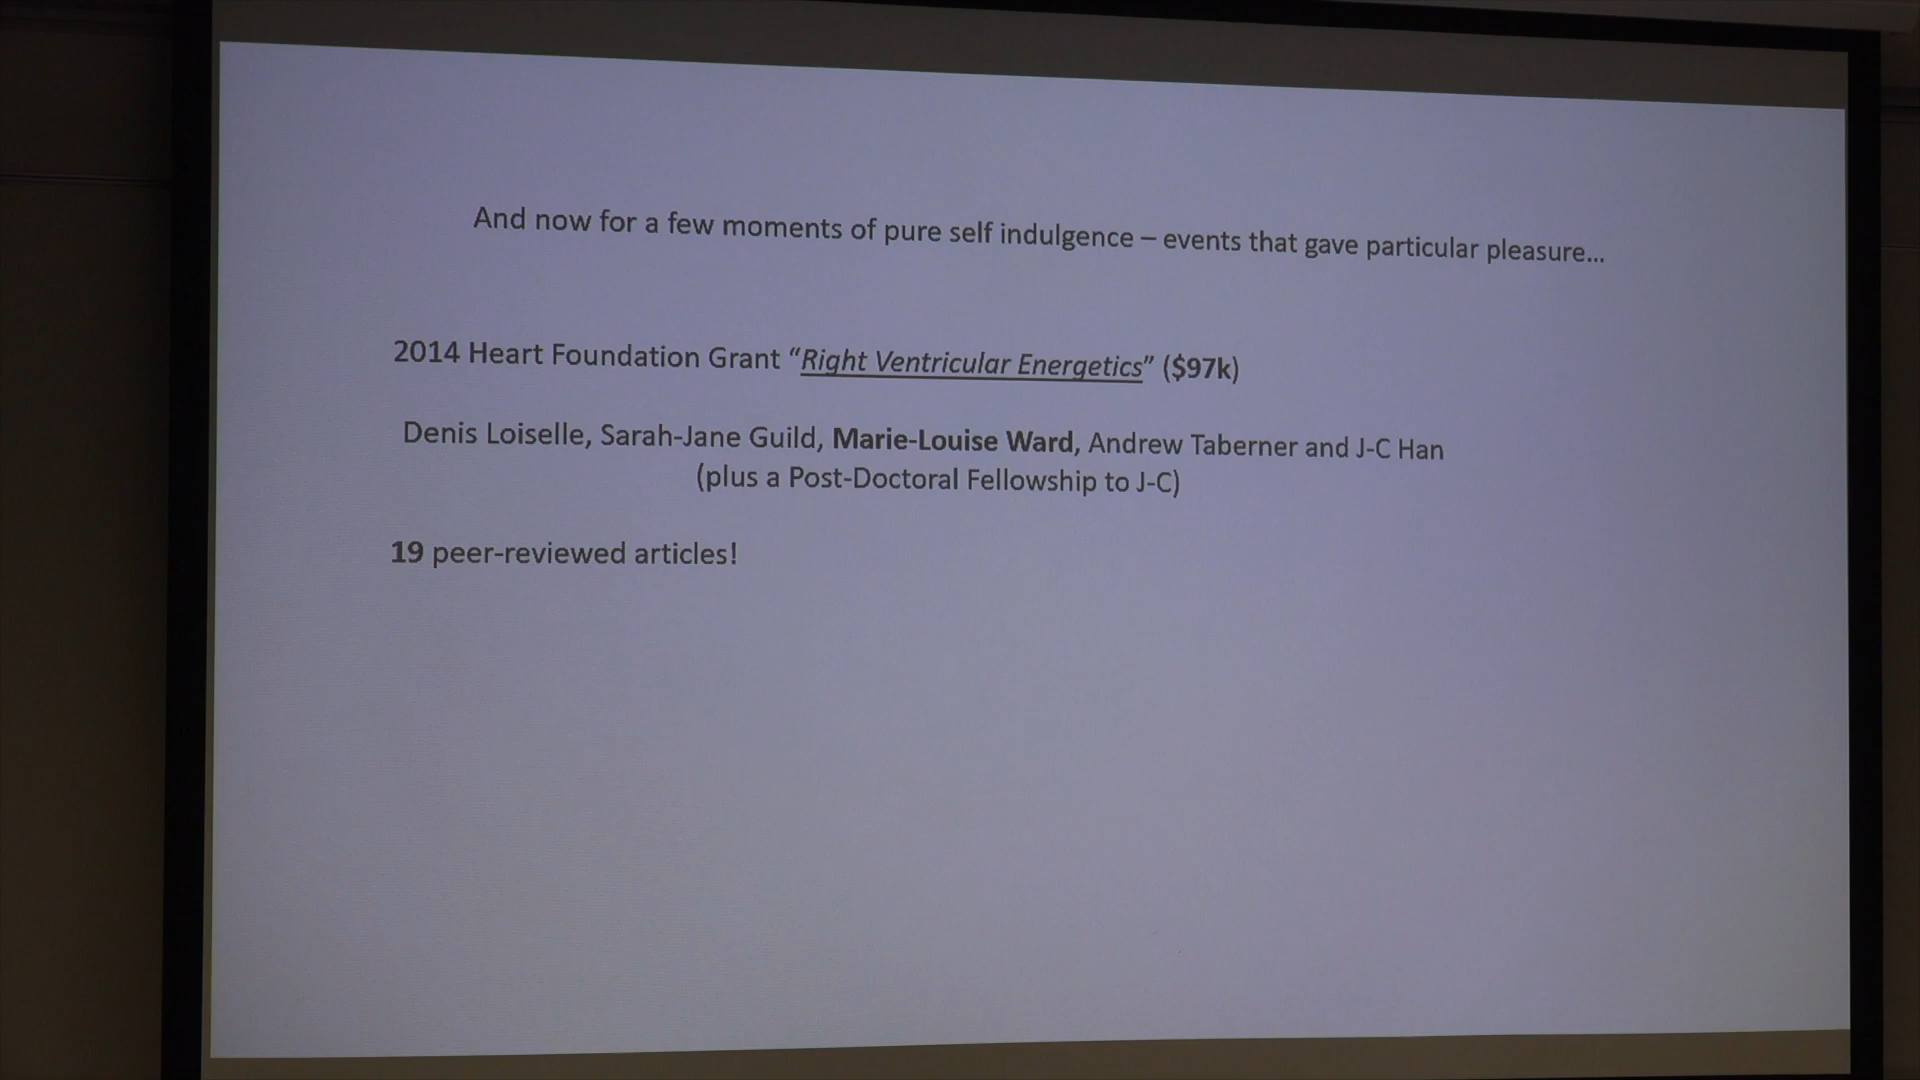 And now for a few moments of pure self indulgence – events that gave particular pleasure...
2014 Heart Foundation Grant “Right Ventricular Energetics” ($97k)
Denis Loiselle, Sarah-Jane Guild, Marie-Louise Ward, Andrew Taberner and J-C Han
(plus a Post-Doctoral Fellowship to J-C)
19 peer-reviewed articles!